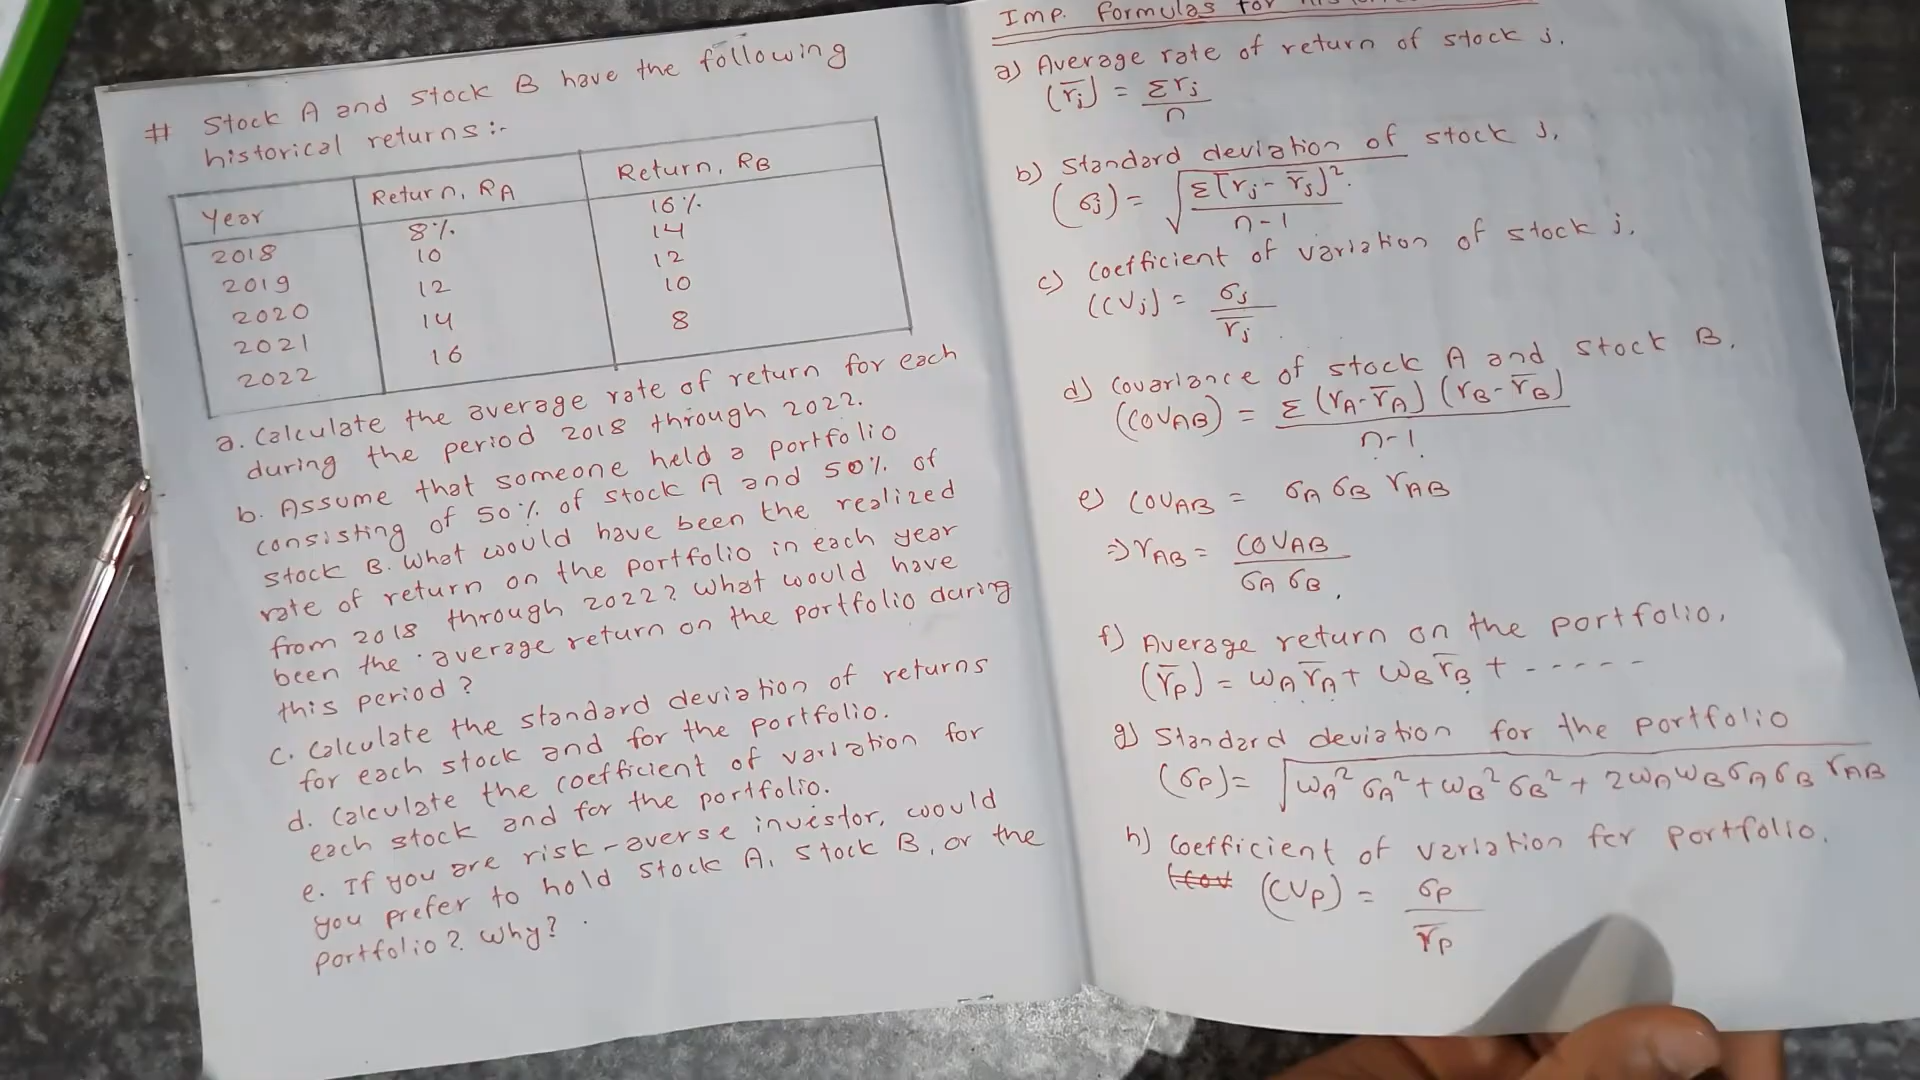 # Stock A and Stock B have the following
historical returns:-
Year Return, RA Return, RB
2018 8% 16%
2019 10 14
2020 12 12
2021 14 10
2022 16 8
a. Calculate the average rate of return for each
during the period 2018 through 2022.
b. Assume that someone held a portfolio
consisting of 50% of stock A and 50% of
stock B. What would have been the realized
rate of return on the portfolio in each year
from 2018 through 2022? What would have
been the average return on the portfolio during
this period?
c. Calculate the standard deviation of returns
for each stock and for the portfolio.
d. Calculate the coefficient of variation for
each stock and for the portfolio.
e. If you are risk-averse investor, would
you prefer to hold Stock A, Stock B, or the
portfolio? Why?
Imp. formulas for
a) Average rate of return of stock j,
(r̄j) = Σrj / n
b) Standard deviation of stock j,
(σj) = √(Σ(rj - r̄j)² / n-1)
c) Coefficient of variation of stock j,
(CVj) = σj / r̄j
d) Covariance of stock A and stock B,
(COVAB) = Σ(rA-r̄A)(rB-r̄B) / n-1
e) COVAB = σA σB rAB
⇒ rAB = COVAB / σA σB,
f) Average return on the portfolio,
(r̄p) = wA r̄A + wB r̄B + -----
g) Standard deviation for the portfolio
(σp) = √(wA² σA² + wB² σB² + 2wA wB σA σB rAB)
h) Coefficient of variation for portfolio,
(CVp) = σp / r̄p